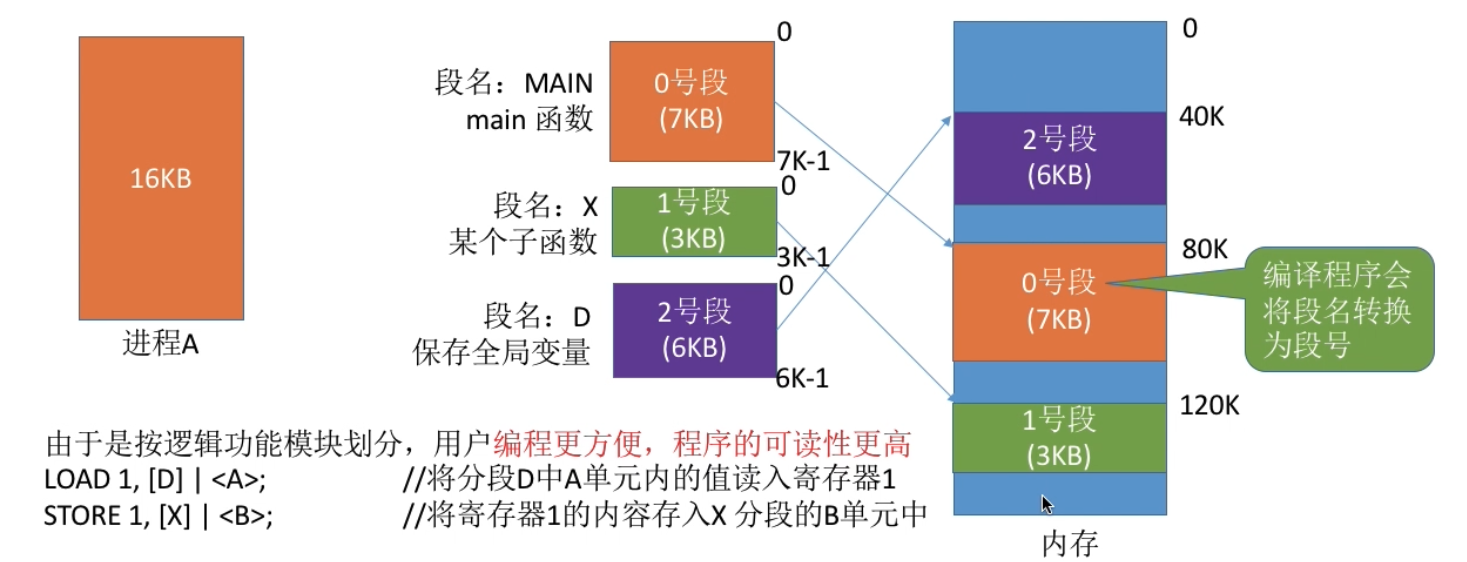 16KB
进程A
段名：MAIN
main 函数
0号段
(7KB)
0
7K-1
段名：X
某个子函数
1号段
(3KB)
0
3K-1
段名：D
保存全局变量
2号段
(6KB)
0
6K-1
0
40K
2号段
(6KB)
80K
0号段
(7KB)
120K
1号段
(3KB)
内存
编译程序会
将段名转换
为段号
由于是按逻辑功能模块划分，用户编程更方便，程序的可读性更高
LOAD 1, [D] | <A>; //将分段D中A单元内的值读入寄存器1
STORE 1, [X] | <B>; //将寄存器1的内容存入X 分段的B单元中